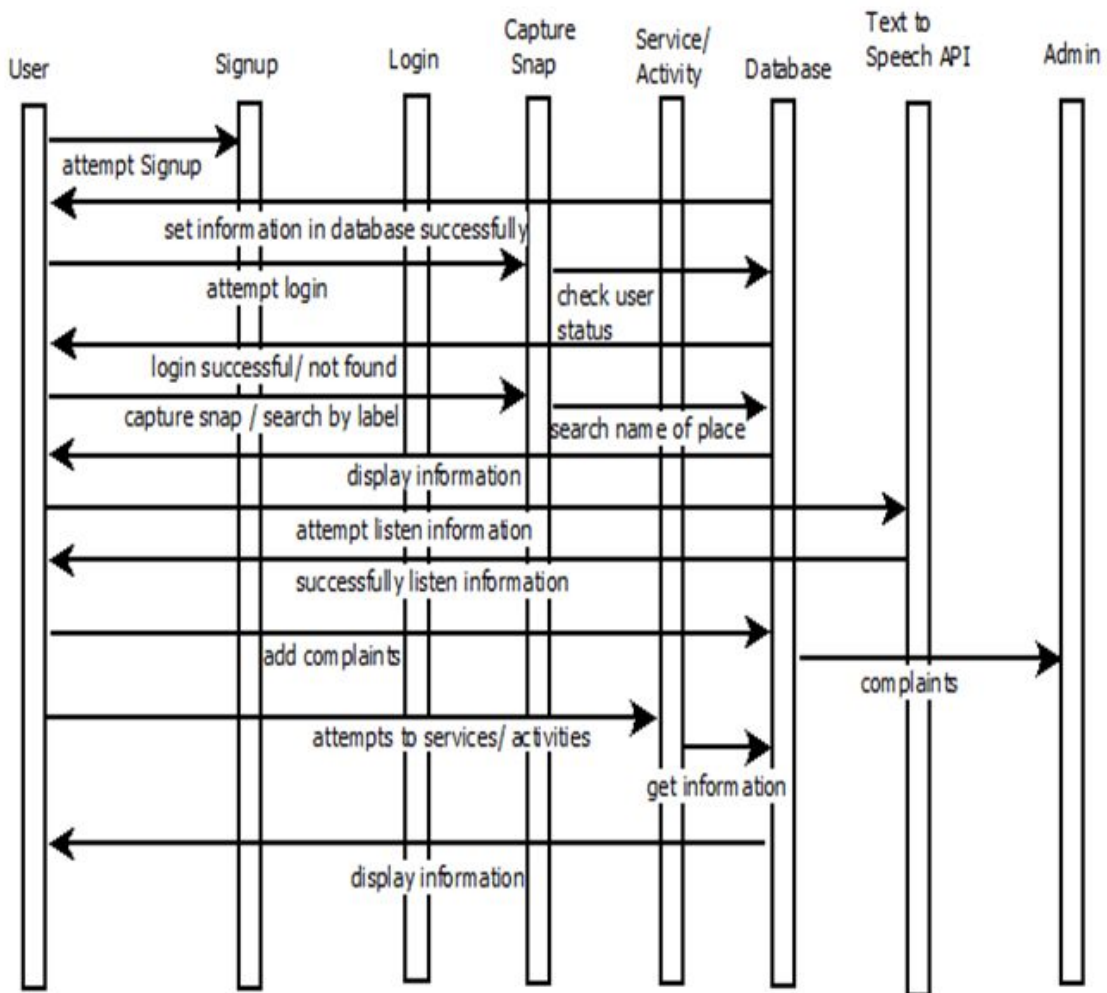 User
Signup
Login
Capture
Snap
Service/
Activity
Database
Text to
Speech API
Admin
attempt Signup
set information in database successfully
attempt login
check user
status
login successful/ not found
capture snap / search by label
search name of place
display information
attempt listen information
successfully listen information
add complaints
complaints
attempts to services/ activities
get information
display information